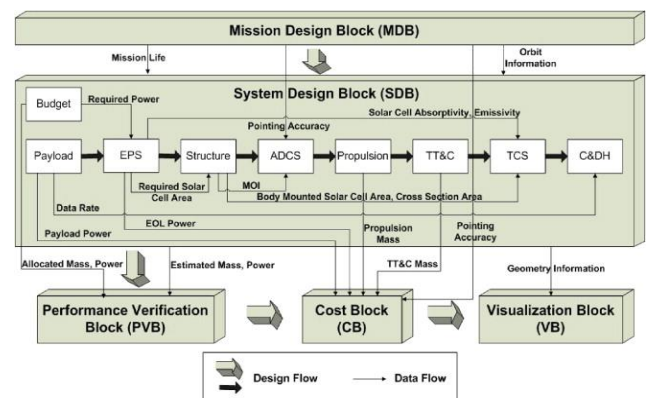 Mission Design Block (MDB)
Mission Life
Orbit
Information
System Design Block (SDB)
Budget
Required Power
Solar Cell Absorptivity, Emissivity
Pointing Accuracy
Payload
EPS
Structure
ADCS
Propulsion
TT&C
TCS
C&DH
Required Solar
Cell Area
MOI
Body Mounted Solar Cell Area, Cross Section Area
Data Rate
EOL Power
Propulsion
Mass
Pointing
Accuracy
Payload Power
Allocated Mass, Power
Estimated Mass, Power
TT&C Mass
Geometry Information
Performance Verification
Block (PVB)
Cost Block
(CB)
Visualization Block
(VB)
Design Flow
Data Flow